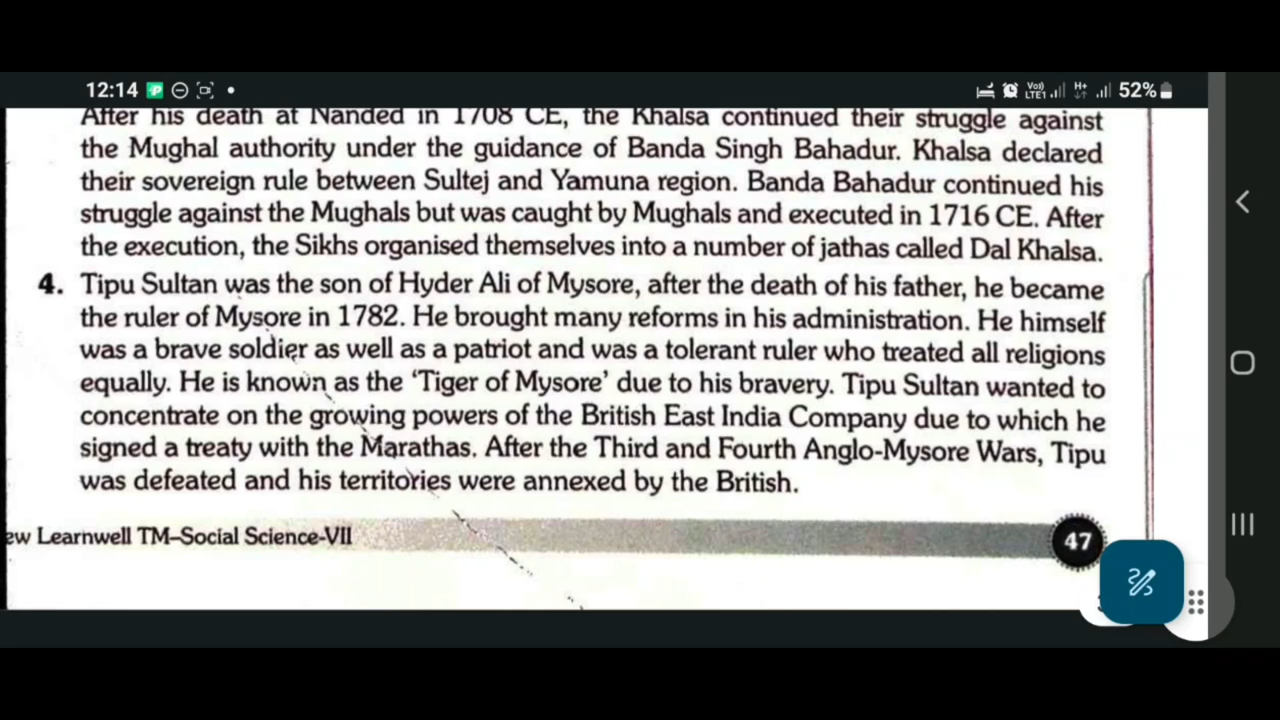 12:14
Vo)) LTE1 H+ 52%
After his death at Nanded in 1708 CE, the Khalsa continued their struggle against
the Mughal authority under the guidance of Banda Singh Bahadur. Khalsa declared
their sovereign rule between Sultej and Yamuna region. Banda Bahadur continued his
struggle against the Mughals but was caught by Mughals and executed in 1716 CE. After
the execution, the Sikhs organised themselves into a number of jathas called Dal Khalsa.
4. Tipu Sultan was the son of Hyder Ali of Mysore, after the death of his father, he became
the ruler of Mysore in 1782. He brought many reforms in his administration. He himself
was a brave soldier as well as a patriot and was a tolerant ruler who treated all religions
equally. He is known as the ‘Tiger of Mysore’ due to his bravery. Tipu Sultan wanted to
concentrate on the growing powers of the British East India Company due to which he
signed a treaty with the Marathas. After the Third and Fourth Anglo-Mysore Wars, Tipu
was defeated and his territories were annexed by the British.
ew Learnwell TM–Social Science-VII
47